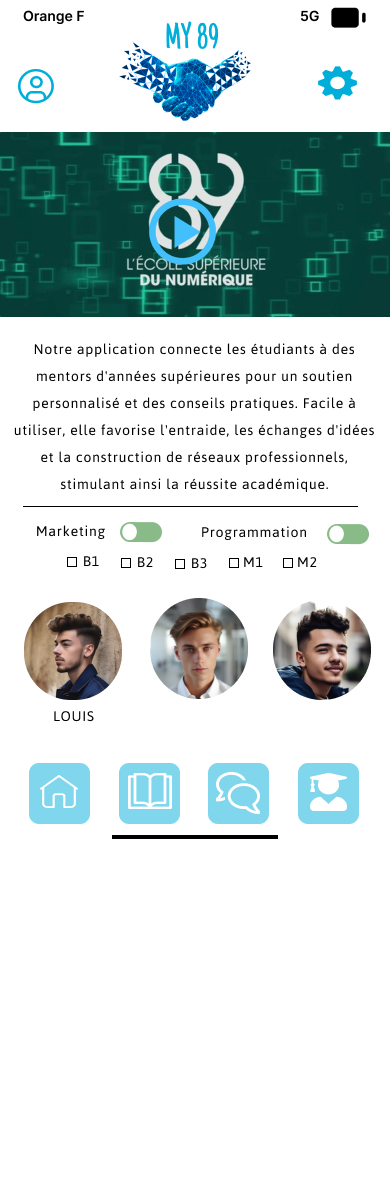 Orange F
5G
MY 89
89
L'ÉCOLE SUPÉRIEURE
DU NUMÉRIQUE
Notre application connecte les étudiants à des
mentors d'années supérieures pour un soutien
personnalisé et des conseils pratiques. Facile à
utiliser, elle favorise l'entraide, les échanges d'idées
et la construction de réseaux professionnels,
stimulant ainsi la réussite académique.
Marketing Programmation
B1 B2 B3 M1 M2
LOUIS